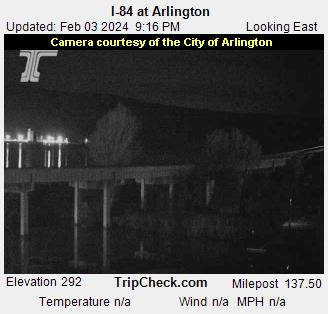 I-84 at Arlington
Updated: Feb 03 2024 9:16 PM Looking East
Camera courtesy of the City of Arlington
Elevation 292 TripCheck.com Milepost 137.50
Temperature n/a Wind n/a MPH n/a